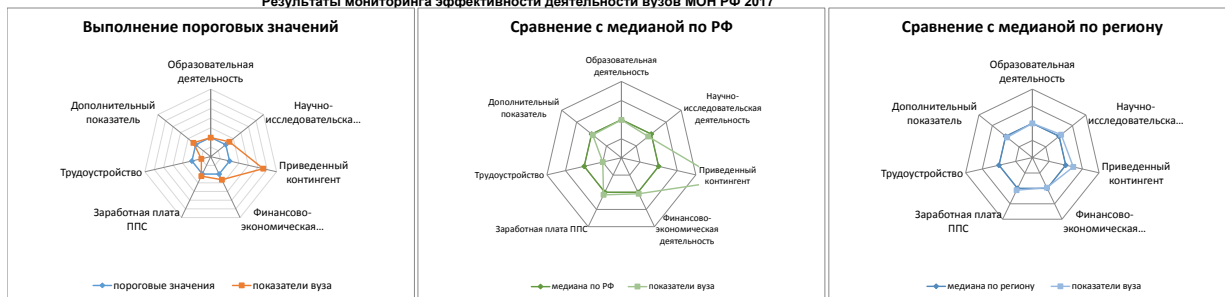 Результаты мониторинга эффективности деятельности вузов МОН РФ 2017
Выполнение пороговых значений
Образовательная
деятельность
Научно-
исследовательска...
Приведенный
контингент
Финансово-
экономическая...
Заработная плата
ППС
Трудоустройство
Дополнительный
показатель
пороговые значения
показатели вуза
Сравнение с медианой по РФ
Образовательная
деятельность
Научно-
исследовательская
деятельность
Приведенный
контингент
Финансово-
экономическая
деятельность
Заработная плата ППС
Трудоустройство
Дополнительный
показатель
медиана по РФ
показатели вуза
Сравнение с медианой по региону
Образовательная
деятельность
Научно-
исследовательска...
Приведенный
контингент
Финансово-
экономическая...
Заработная плата
ППС
Трудоустройство
Дополнительный
показатель
медиана по региону
показатели вуза